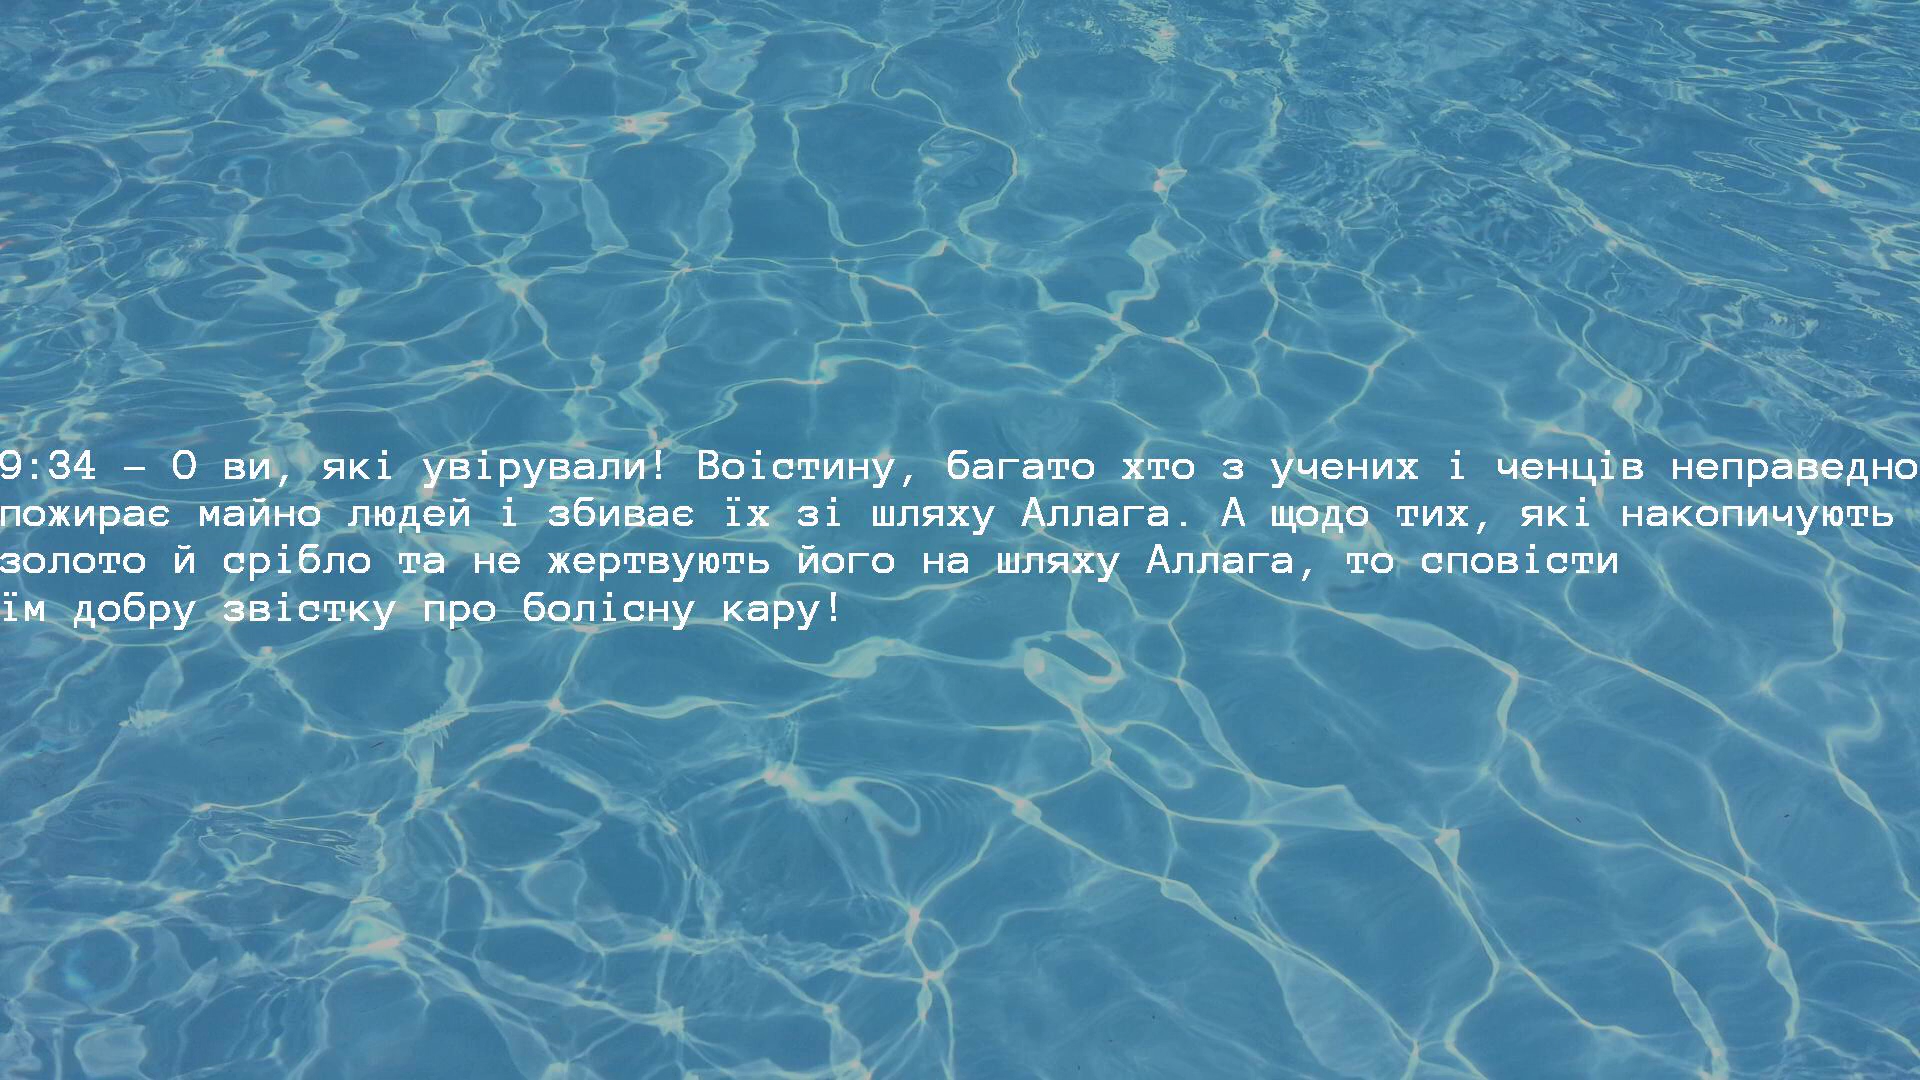 9:34 – О ви, які увірували! Воістину, багато хто з учених і ченців неправедно
пожирає майно людей і збиває їх зі шляху Аллага. А щодо тих, які накопичують
золото й срібло та не жертвують його на шляху Аллага, то сповісти
їм добру звістку про болісну кару!